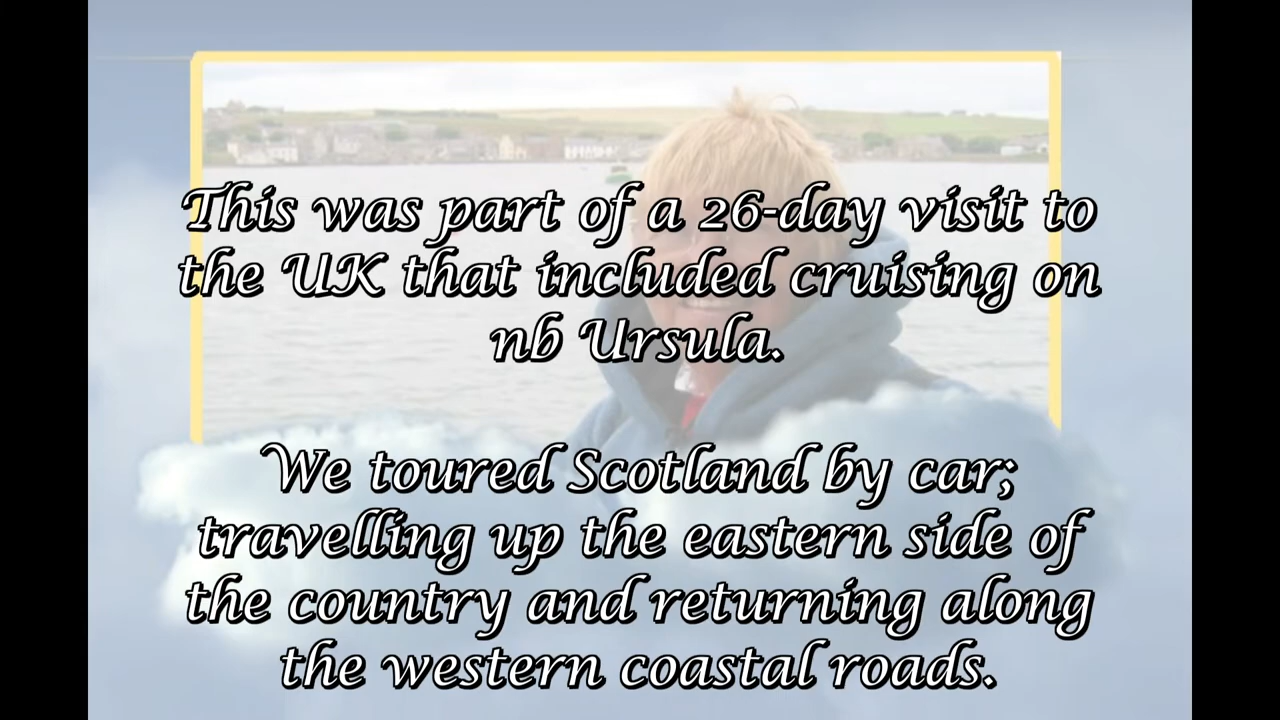 This was part of a 26-day visit to
the UK that included cruising on
nb Ursula.
We toured Scotland by car;
travelling up the eastern side of
the country and returning along
the western coastal roads.